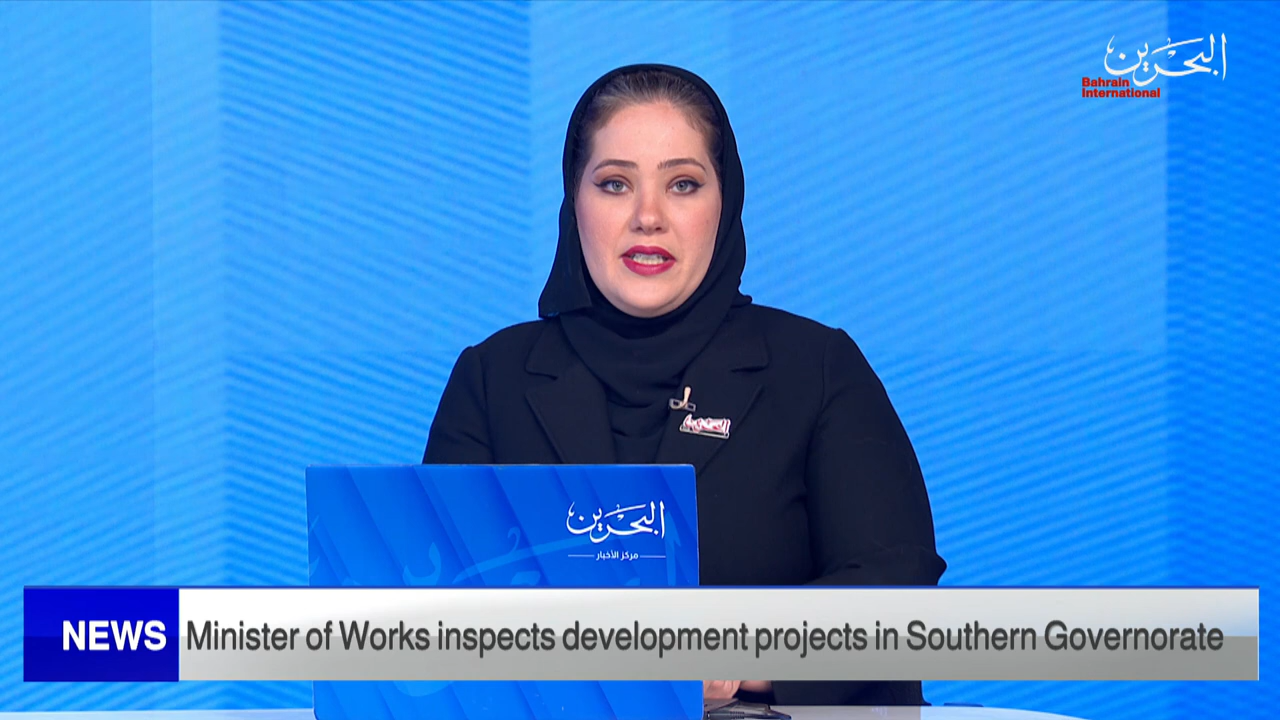 البحرين
Bahrain
International
البحرين
مركز الأخبار
NEWS Minister of Works inspects development projects in Southern Governorate